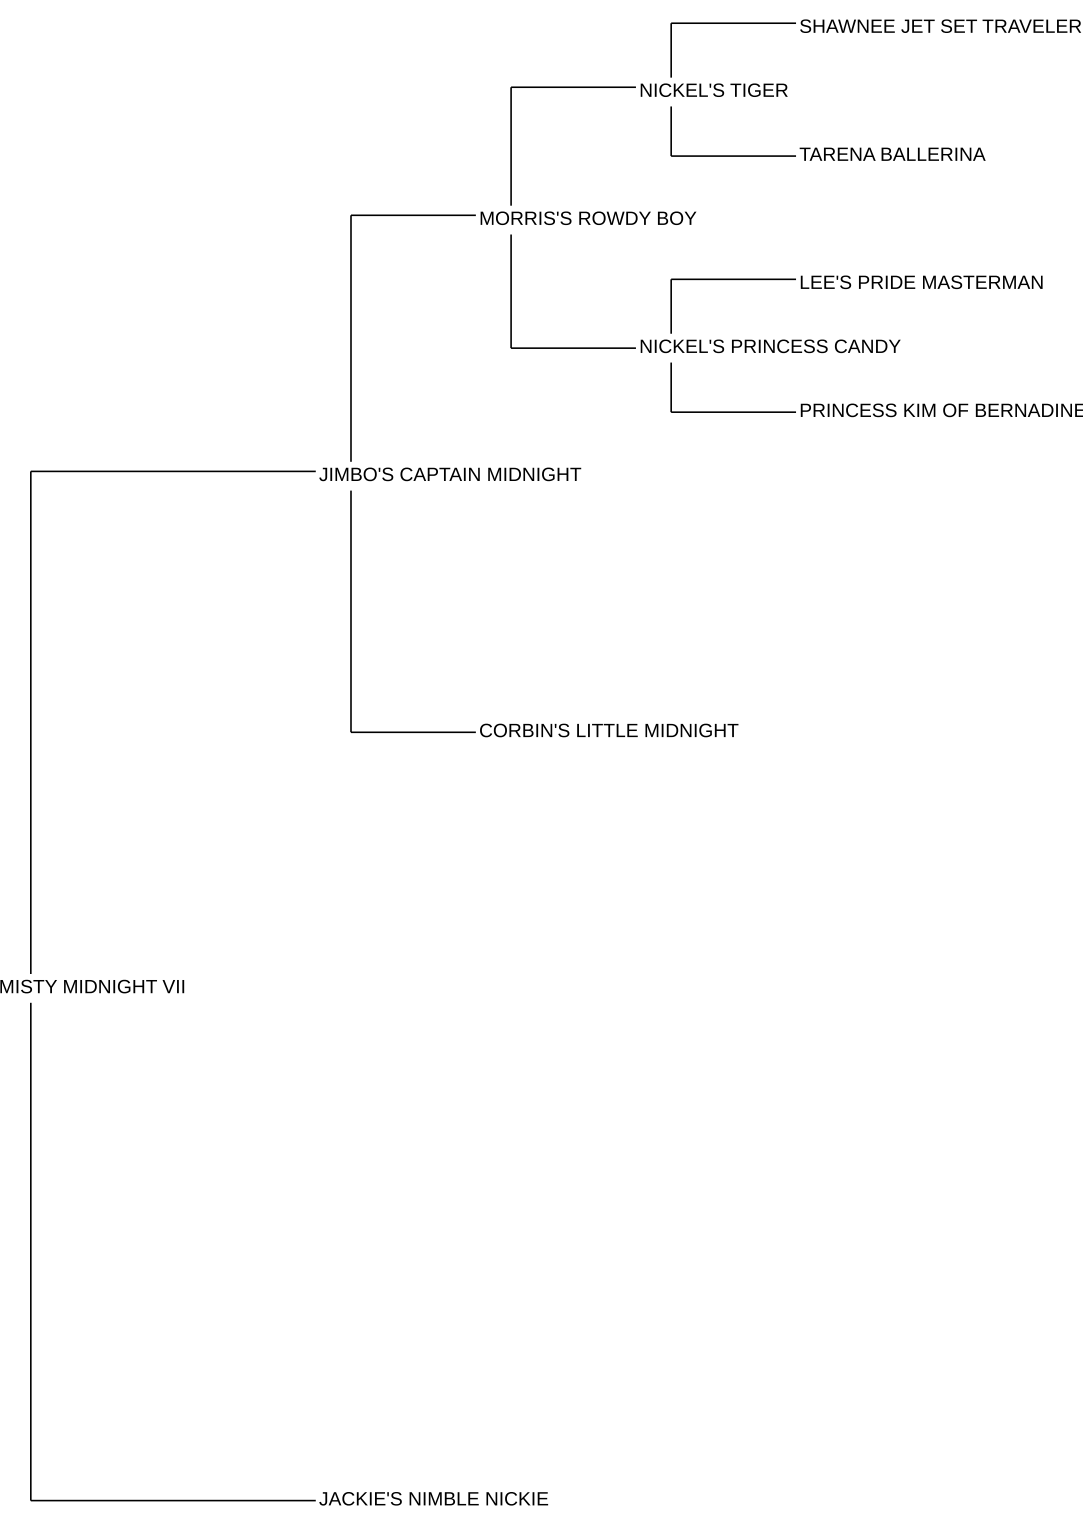 SHAWNEE JET SET TRAVELER
NICKEL'S TIGER
TARENA BALLERINA
MORRIS'S ROWDY BOY
LEE'S PRIDE MASTERMAN
NICKEL'S PRINCESS CANDY
PRINCESS KIM OF BERNADINE
JIMBO'S CAPTAIN MIDNIGHT
CORBIN'S LITTLE MIDNIGHT
MISTY MIDNIGHT VII
JACKIE'S NIMBLE NICKIE